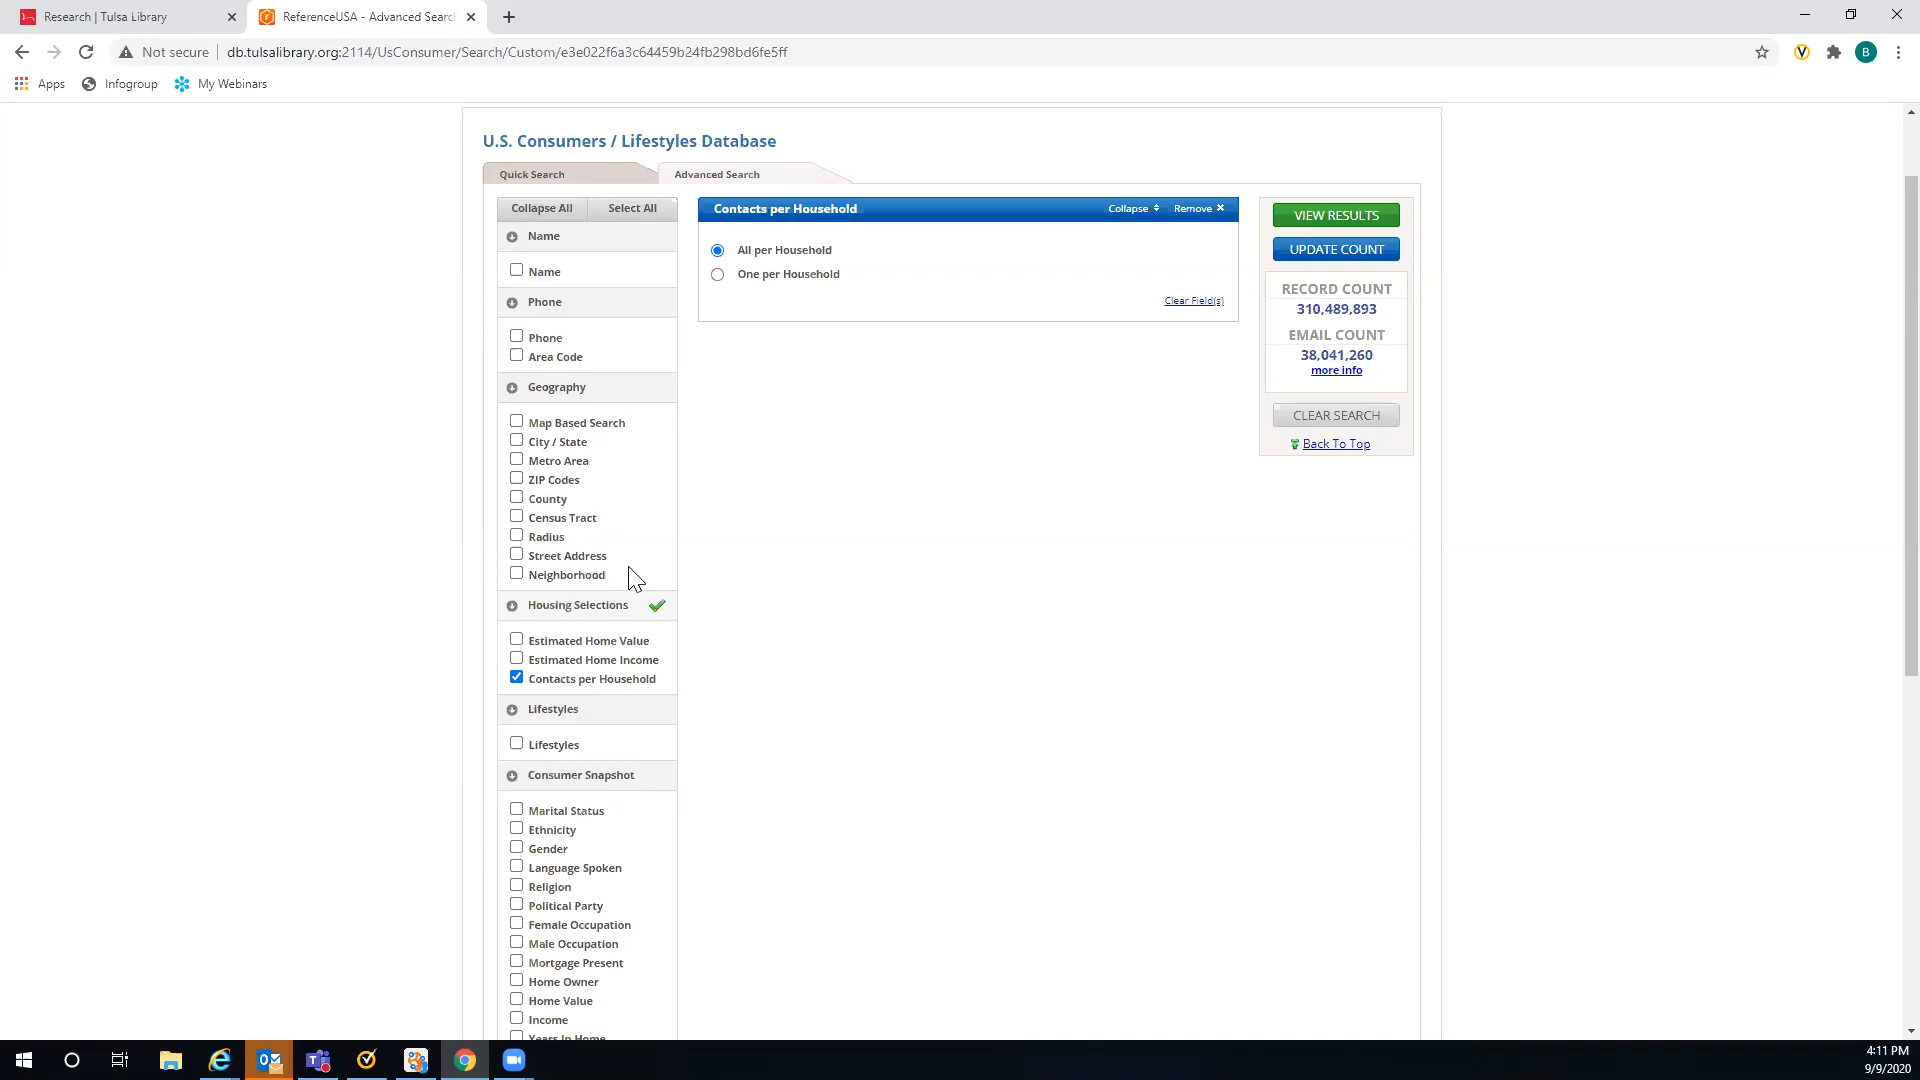 Research | Tulsa Library
ReferenceUSA - Advanced Searc
Not secure
db.tulsalibrary.org:2114/UsConsumer/Search/Custom/e3e022f6a3c64459b24fb298bd6fe5ff
B
Apps
Infogroup
My Webinars
U.S. Consumers / Lifestyles Database
Quick Search
Advanced Search
Collapse All
Select All
Name
Name
Phone
Phone
Area Code
Geography
Map Based Search
City / State
Metro Area
ZIP Codes
County
Census Tract
Radius
Street Address
Neighborhood
Housing Selections
Estimated Home Value
Estimated Home Income
Contacts per Household
Lifestyles
Lifestyles
Consumer Snapshot
Marital Status
Ethnicity
Gender
Language Spoken
Religion
Political Party
Female Occupation
Male Occupation
Mortgage Present
Home Owner
Home Value
Income
Years In Home
Contacts per Household
Collapse
Remove
All per Household
One per Household
Clear Field(s)
VIEW RESULTS
UPDATE COUNT
RECORD COUNT
310,489,893
EMAIL COUNT
38,041,260
more info
CLEAR SEARCH
Back To Top
4:11 PM
9/9/2020